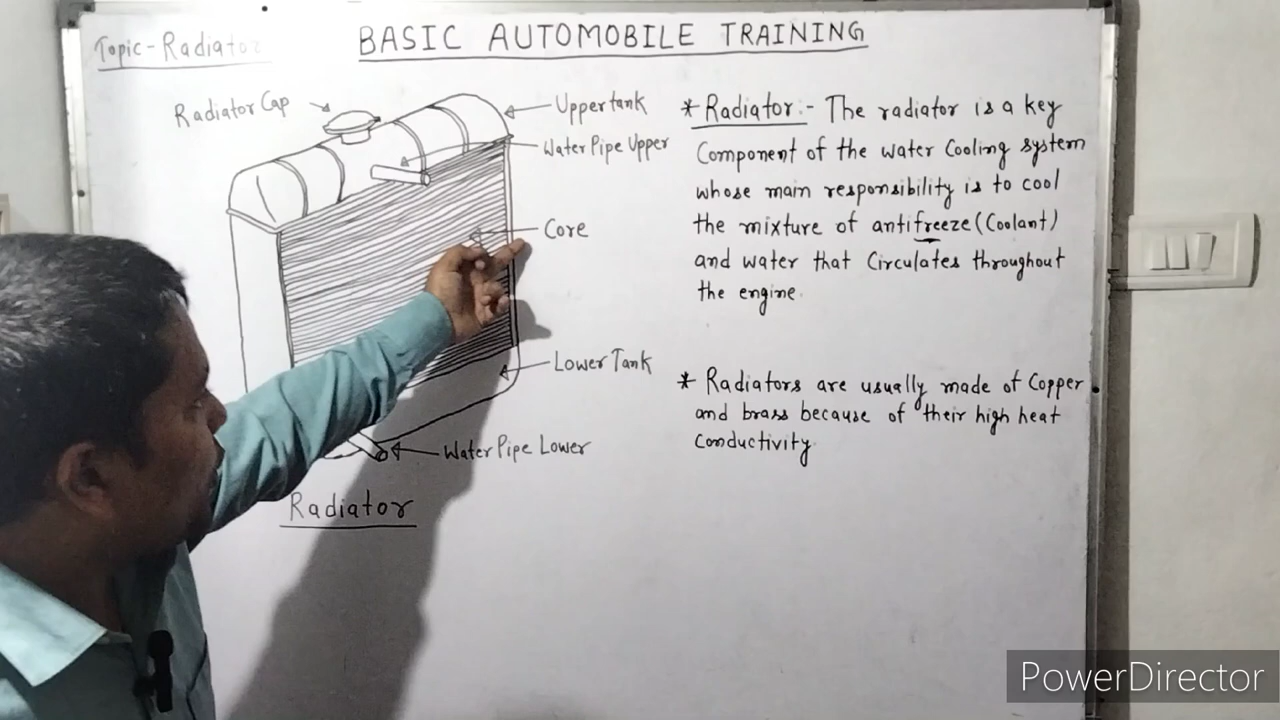 Topic-Radiator
BASIC AUTOMOBILE TRAINING
Radiator Cap
Upper tank
Water Pipe Upper
Core
Lower Tank
Water Pipe Lower
Radiator
* Radiator:- The radiator is a key
Component of the water Cooling system
whose main responsibility is to cool
the mixture of antifreeze (Coolant)
and water that Circulates throughout
the engine.
* Radiators are usually made of Copper
and brass because of their high heat
Conductivity.
PowerDirector